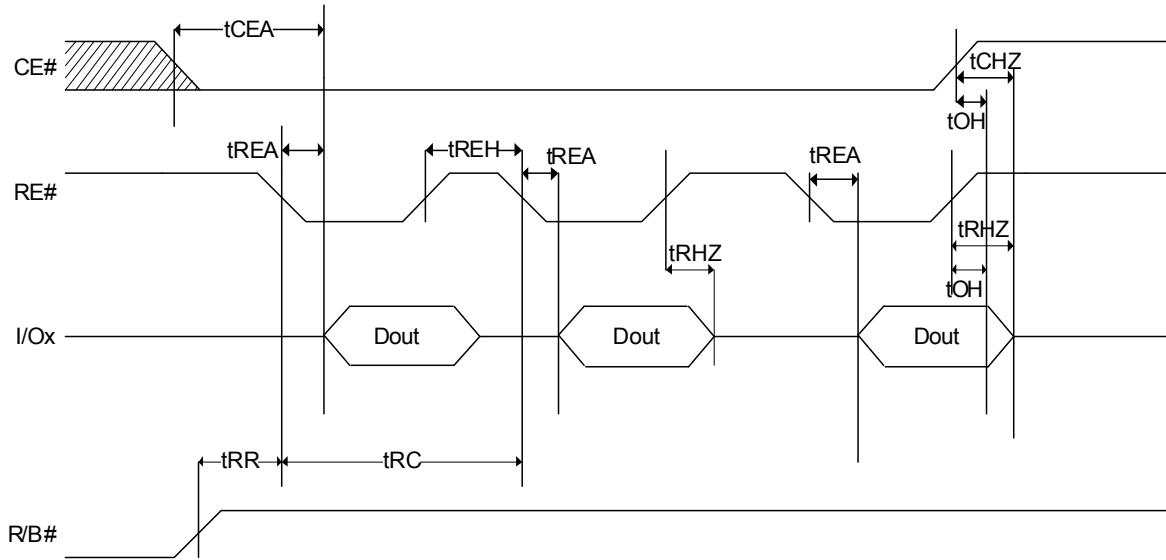 tCEA
CE#
tCHZ
tOH
tREA
tREH
tREA
tREA
RE#
tRHZ
tRHZ
tOH
I/Ox
Dout
Dout
Dout
tRR
tRC
R/B#